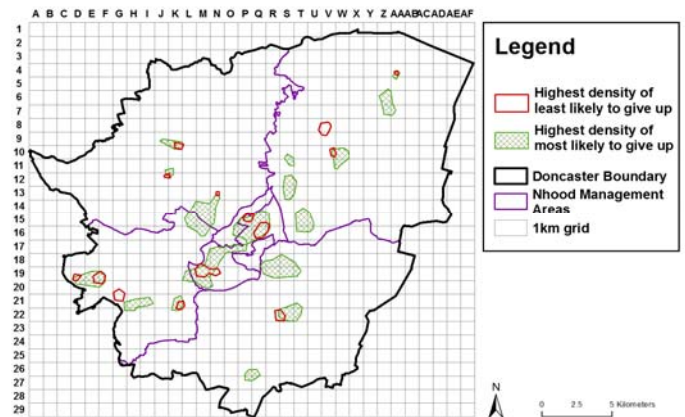 A B C D E F G H I J K L M N O P Q R S T U V W X Y Z AAABACADAEAF
1
2
3
4
5
6
7
8
9
10
11
12
13
14
15
16
17
18
19
20
21
22
23
24
25
26
27
28
29
Legend
Highest density of
least likely to give up
Highest density of
most likely to give up
Doncaster Boundary
Nhood Management
Areas
1km grid
N
0 2.5 5 Kilometers